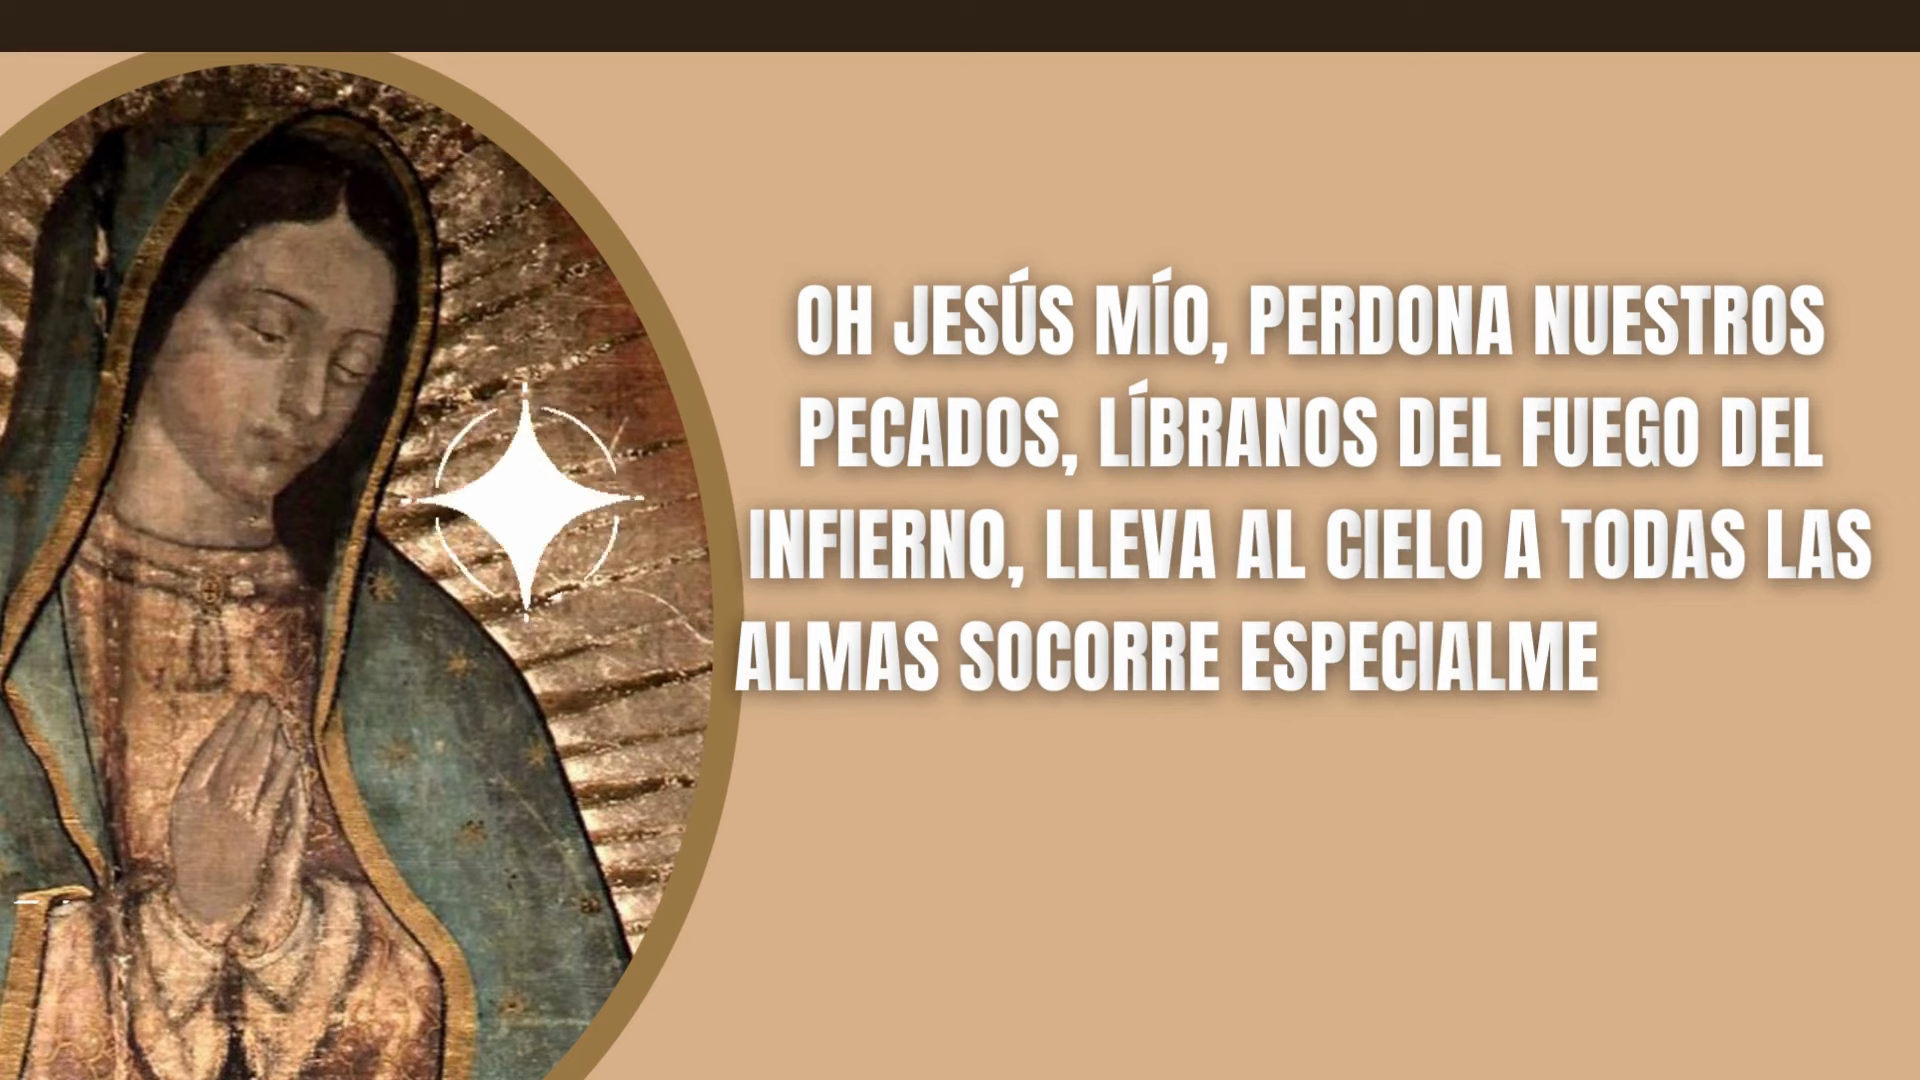 OH JESÚS MÍO, PERDONA NUESTROS
PECADOS, LÍBRANOS DEL FUEGO DEL
INFIERNO, LLEVA AL CIELO A TODAS LAS
ALMAS SOCORRE ESPECIALME